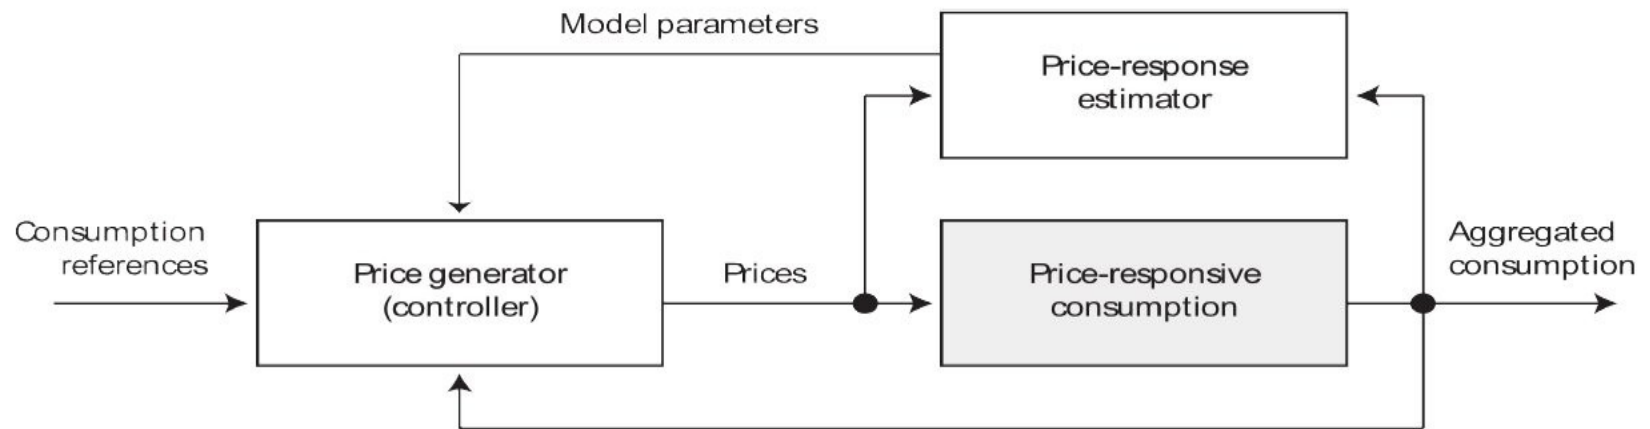 Model parameters
Price-response
estimator
Consumption
references
Price generator
(controller)
Prices
Price-responsive
consumption
Aggregated
consumption